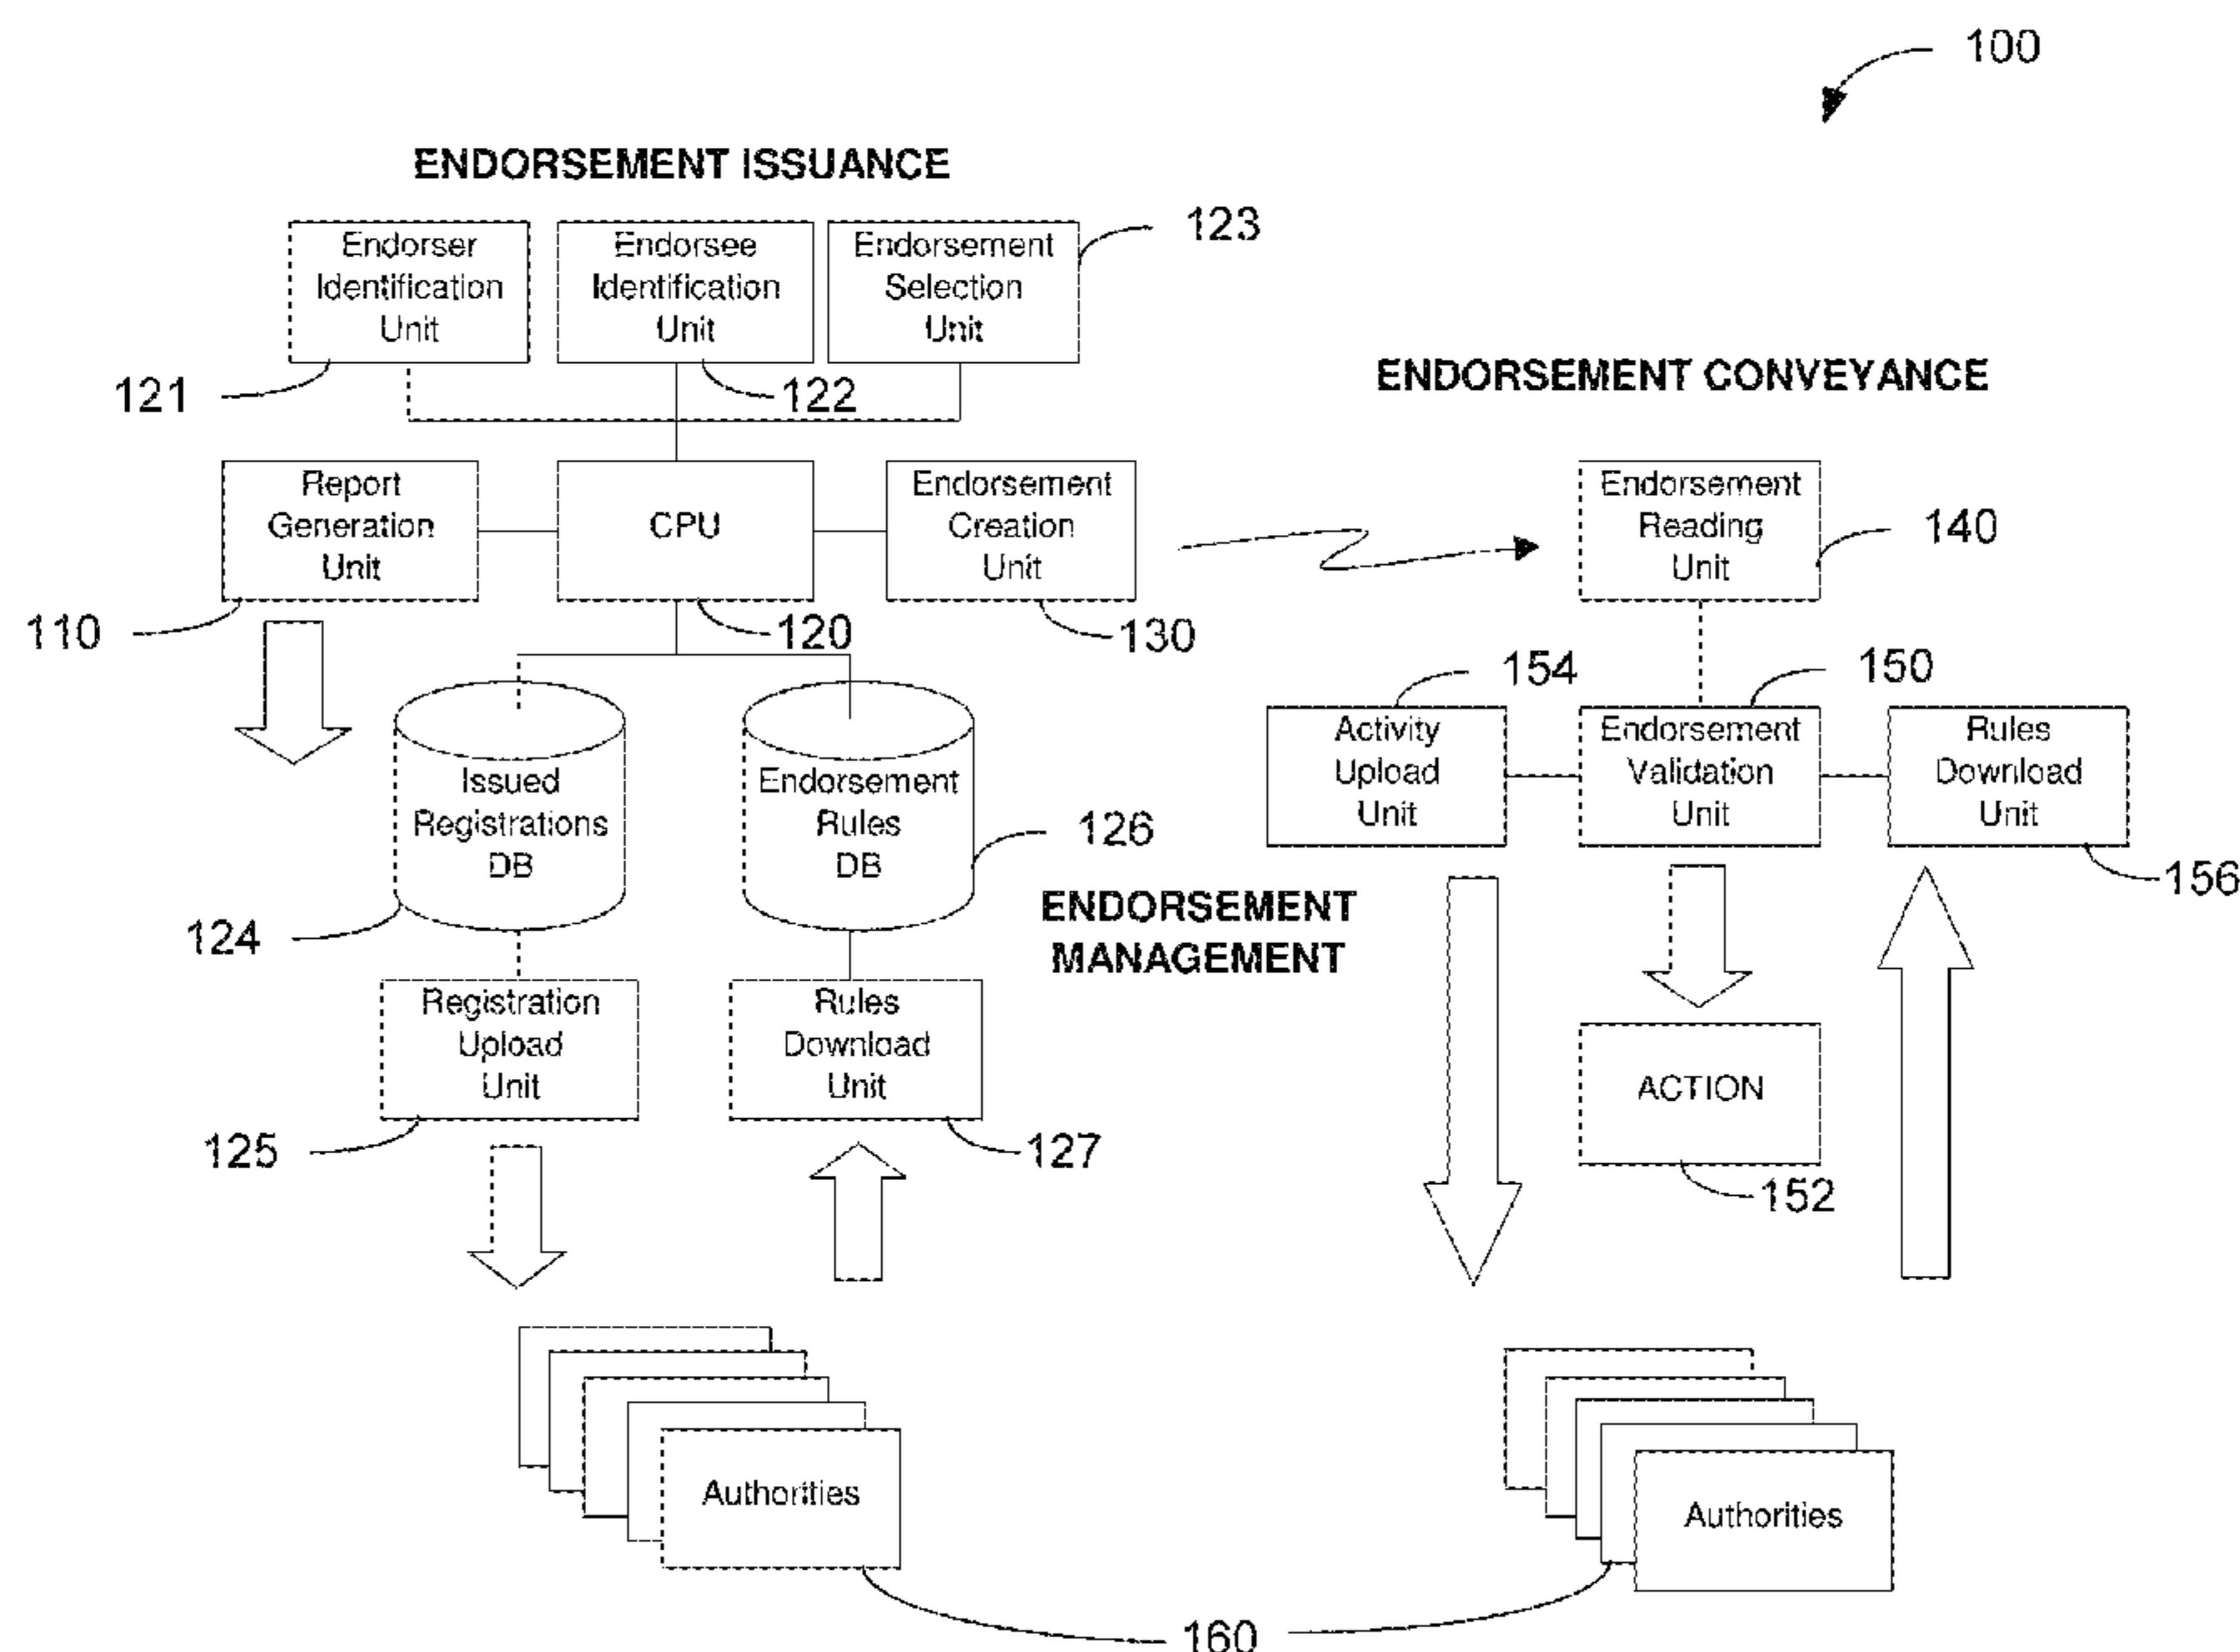 100
ENDORSEMENT ISSUANCE
Endorser
Identification
Unit
Endorsee
Identification
Unit
Endorsement
Selection
Unit
123
121
122
ENDORSEMENT CONVEYANCE
Report
Generation
Unit
CPU
Endorsement
Creation
Unit
Endorsement
Reading
Unit
140
110
120
130
154
150
Issued
Registrations
DB
Endorsement
Rules
DB
126
Activity
Upload
Unit
Endorsement
Validation
Unit
Rules
Download
Unit
156
124
ENDORSEMENT
MANAGEMENT
Registration
Upload
Unit
Rules
Download
Unit
ACTION
125
127
152
Authorities
Authorities
160